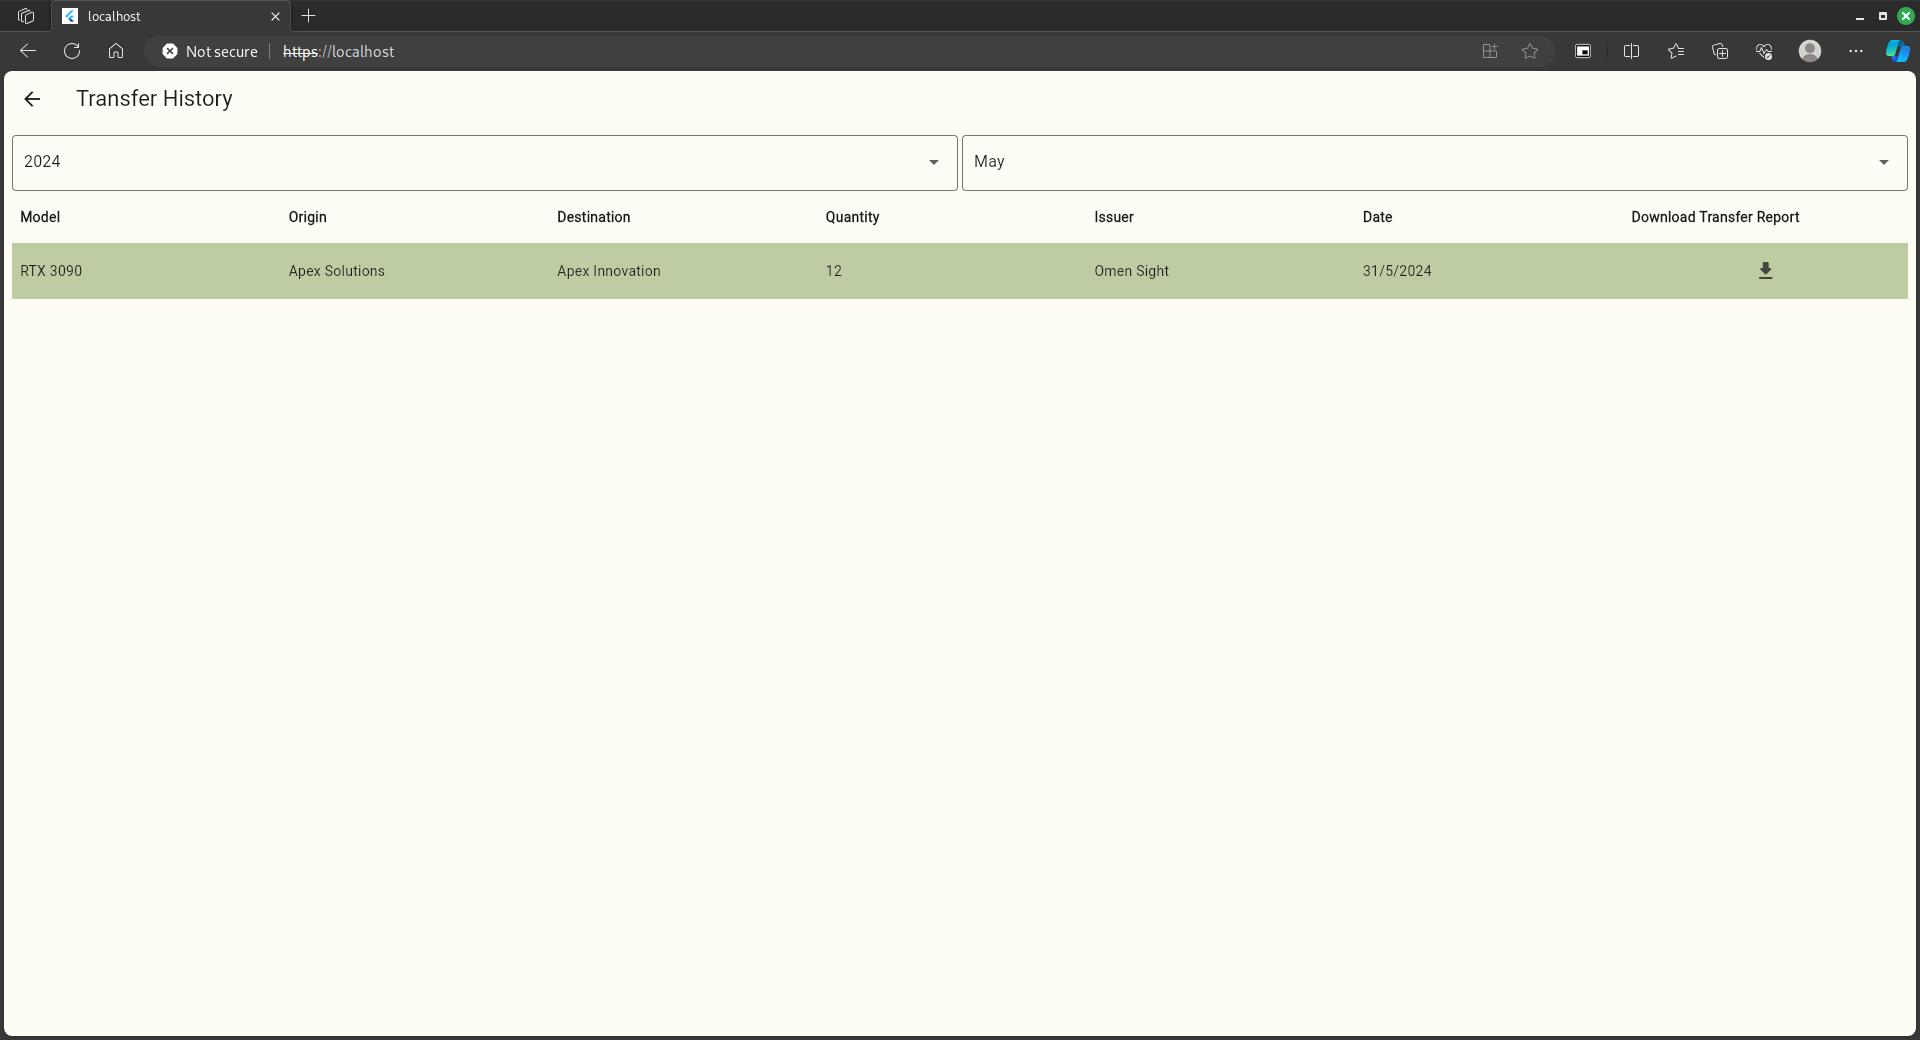 localhost
Not secure https://localhost
Transfer History
2024 May
Model Origin Destination Quantity Issuer Date Download Transfer Report
RTX 3090 Apex Solutions Apex Innovation 12 Omen Sight 31/5/2024